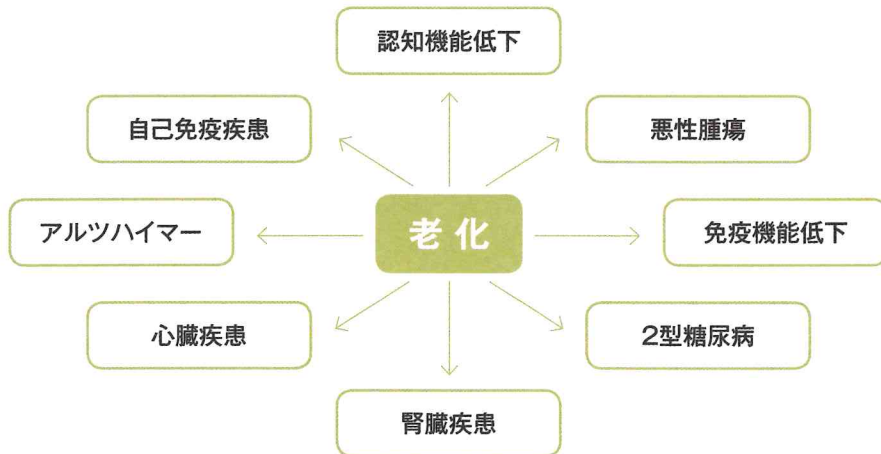 認知機能低下
自己免疫疾患
悪性腫瘍
アルツハイマー
老化
免疫機能低下
心臓疾患
2型糖尿病
腎臓疾患